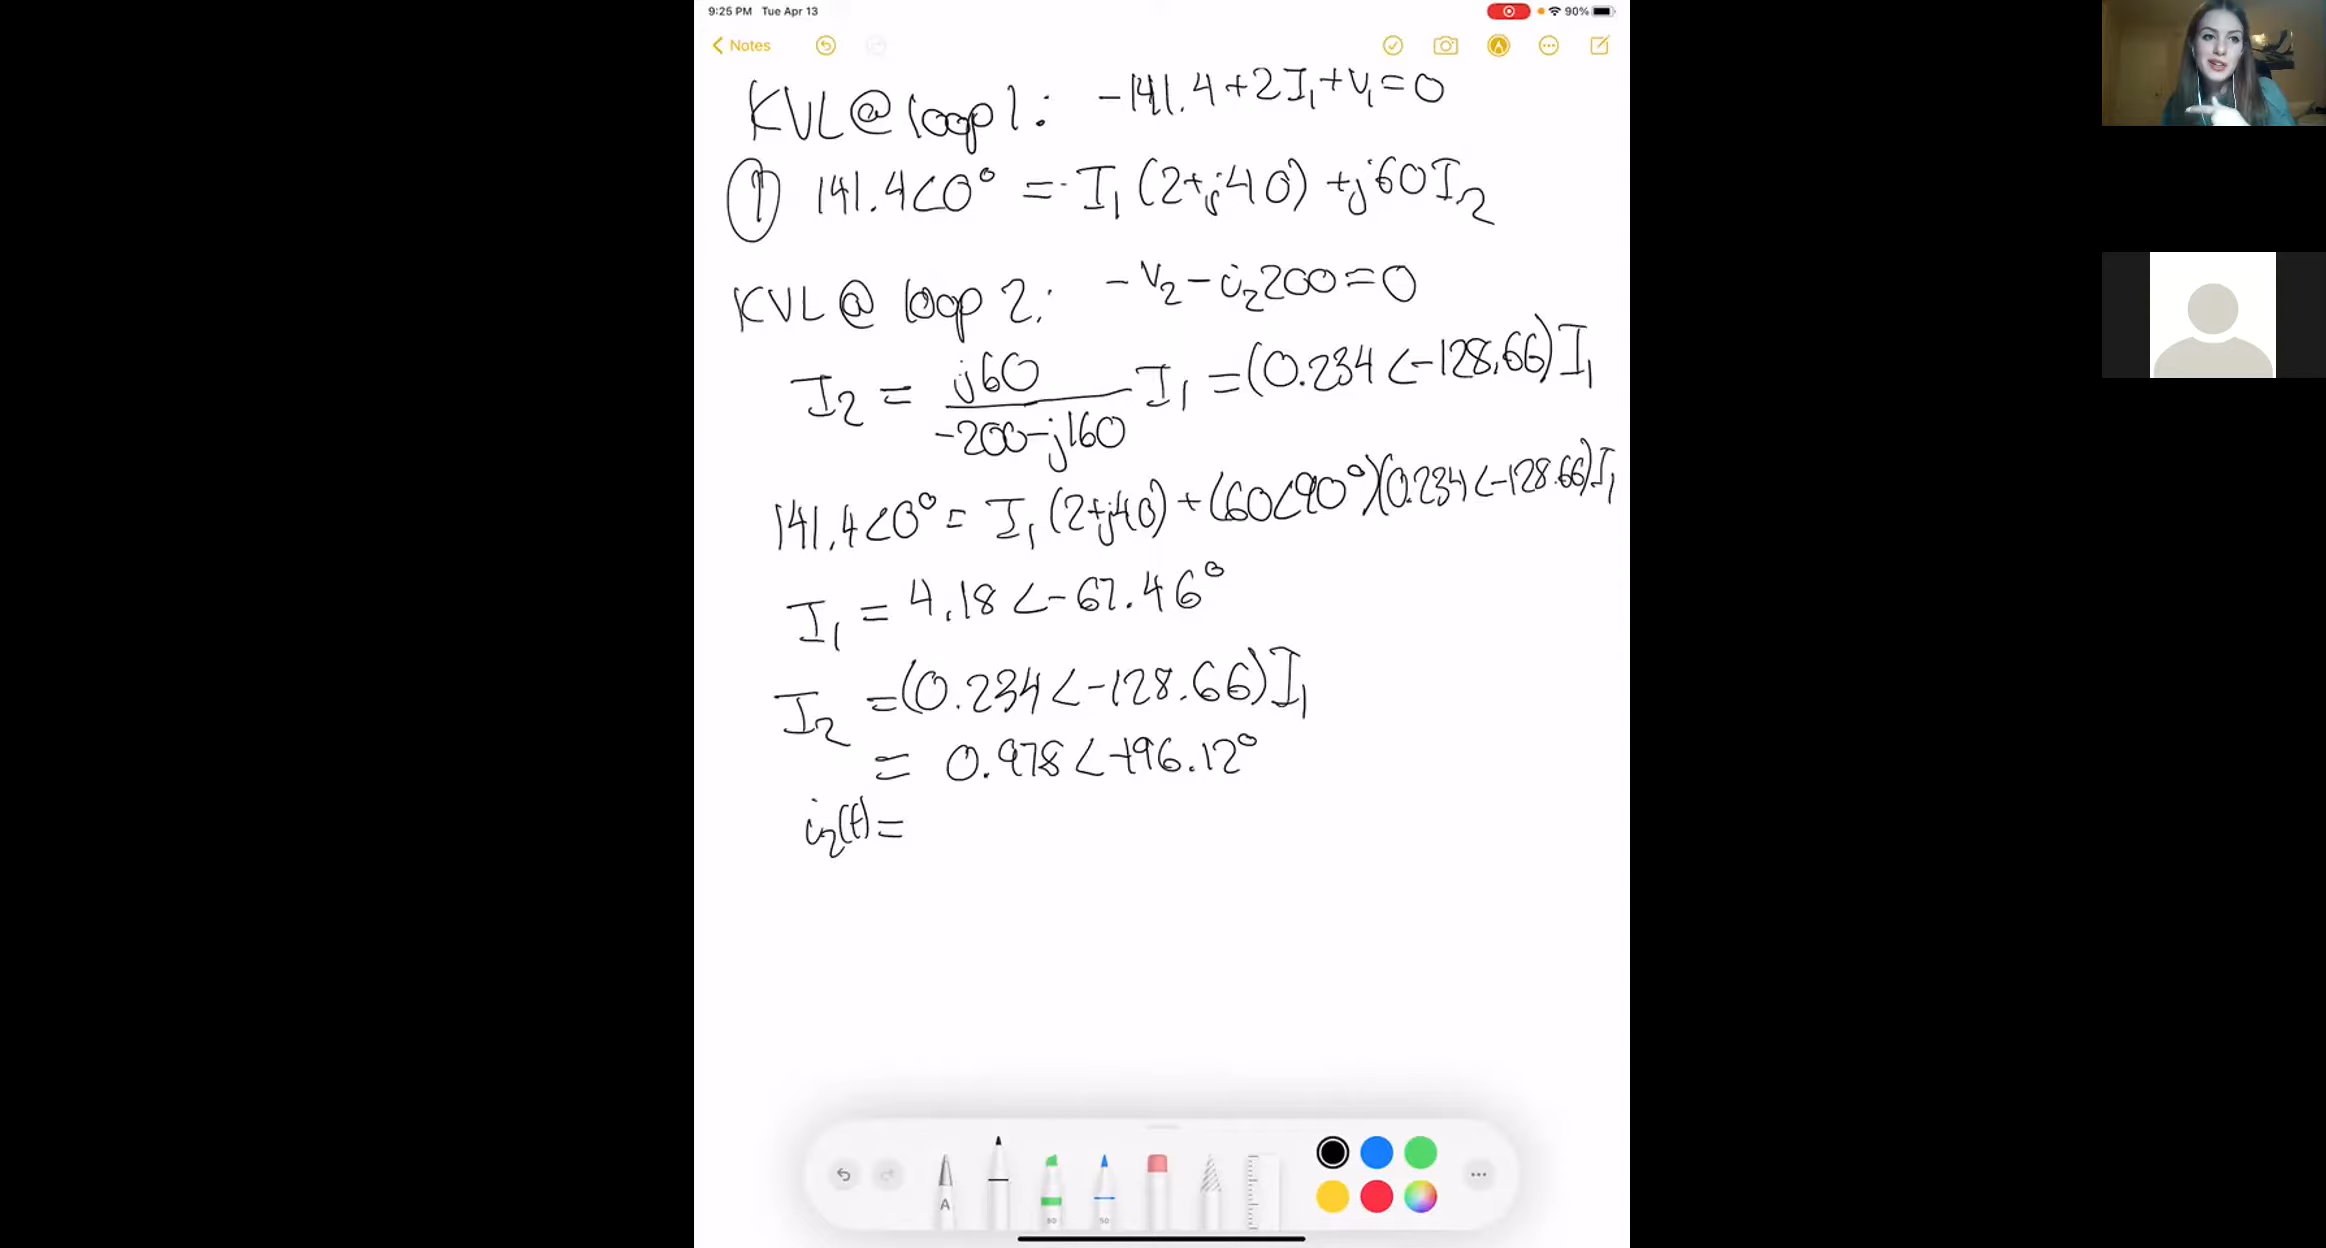 9:25 PM Tue Apr 13
90%
Notes
KVL @ loop 1: -141.4+2I₁+V₁=0
① 141.4<0° = I₁(2+j40)+j60I₂
KVL @ loop 2: -V₂-i₂200=0
I₂ = j60/(-200-j160) I₁ = (0.234<-128.66)I₁
141.4<0° = I₁(2+j40)+(60<90°)(0.234<-128.66)I₁
I₁ = 4.18<-67.46°
I₂ = (0.234<-128.66)I₁
= 0.978<-196.12°
i₂(t)=
A
80
50